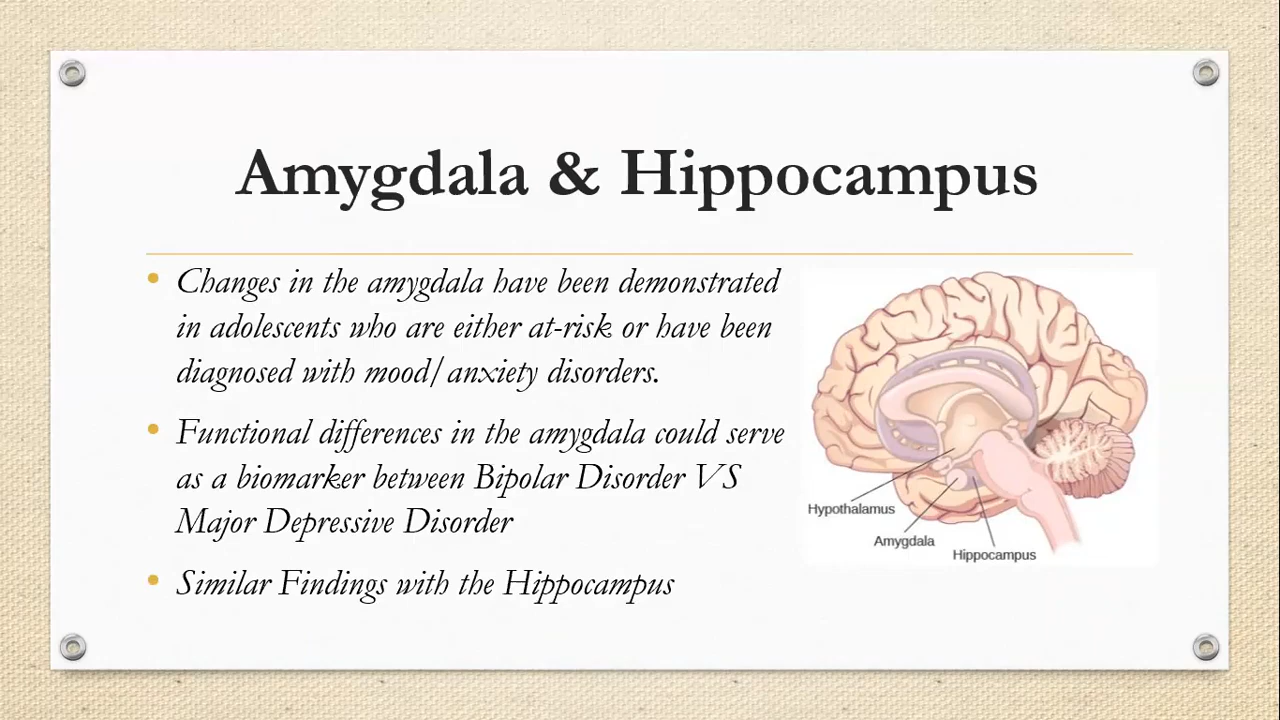 Amygdala & Hippocampus
• Changes in the amygdala have been demonstrated
in adolescents who are either at-risk or have been
diagnosed with mood/anxiety disorders.
• Functional differences in the amygdala could serve
as a biomarker between Bipolar Disorder VS
Major Depressive Disorder
• Similar Findings with the Hippocampus
Hypothalamus
Amygdala
Hippocampus